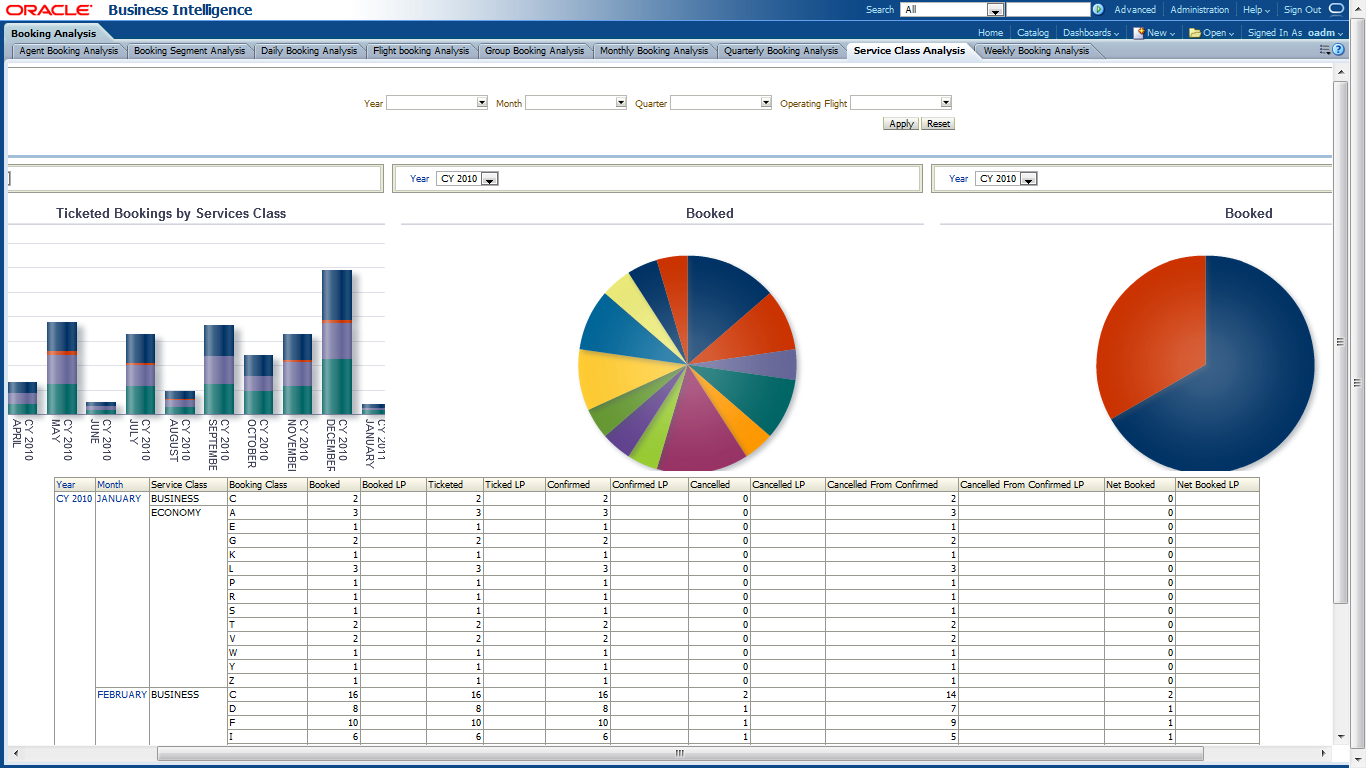 ORACLE Business Intelligence Search All Advanced Administration Help Sign Out
Booking Analysis Home Catalog Dashboards New Open Signed In As oadm
Agent Booking Analysis Booking Segment Analysis Daily Booking Analysis Flight booking Analysis Group Booking Analysis Monthly Booking Analysis Quarterly Booking Analysis Service Class Analysis Weekly Booking Analysis
Year Month Quarter Operating Flight
Apply Reset
Year CY 2010 Year CY 2010
Ticketed Bookings by Services Class Booked Booked
CY 2010 APRIL
CY 2010 MAY
CY 2010 JUNE
CY 2010 JULY
CY 2010 AUGUST
CY 2010 SEPTEMBE
CY 2010 OCTOBER
CY 2010 NOVEMBEI
CY 2010 DECEMBER
CY 2011 JANUARY
Year Month Service Class Booking Class Booked Booked LP Ticketed Ticked LP Confirmed Confirmed LP Cancelled Cancelled LP Cancelled From Confirmed Cancelled From Confirmed LP Net Booked Net Booked LP
CY 2010 JANUARY BUSINESS C 2 2 2 0 2 0
ECONOMY A 3 3 3 0 3 0
E 1 1 1 0 1 0
G 2 2 2 0 2 0
K 1 1 1 0 1 0
L 3 3 3 0 3 0
P 1 1 1 0 1 0
R 1 1 1 0 1 0
S 1 1 1 0 1 0
T 2 2 2 0 2 0
V 2 2 2 0 2 0
W 1 1 1 0 1 0
Y 1 1 1 0 1 0
Z 1 1 1 0 1 0
FEBRUARY BUSINESS C 16 16 16 2 14 2
D 8 8 8 1 7 1
F 10 10 10 1 9 1
I 6 6 6 1 5 1